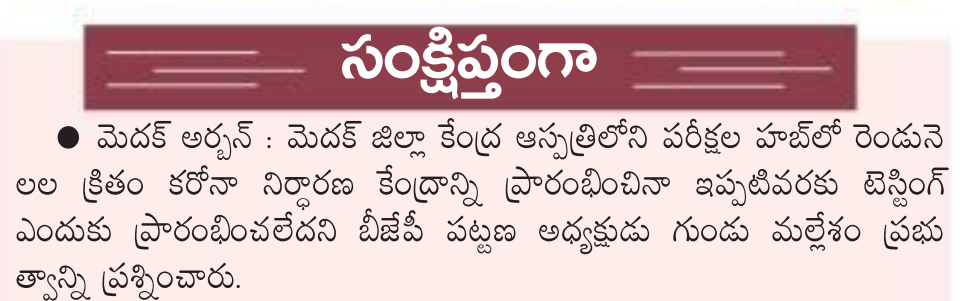 సంక్షిప్తంగా
● మెదక్ అర్బన్ : మెదక్ జిల్లా కేంద్ర ఆస్పత్రిలోని పరీక్షల హబ్‌లో రెండునె
లల క్రితం కరోనా నిర్ధారణ కేంద్రాన్ని ప్రారంభించినా ఇప్పటివరకు టెస్టింగ్
ఎందుకు ప్రారంభించలేదని బీజేపీ పట్టణ అధ్యక్షుడు గుండు మల్లేశం ప్రభు
త్వాన్ని ప్రశ్నించారు.